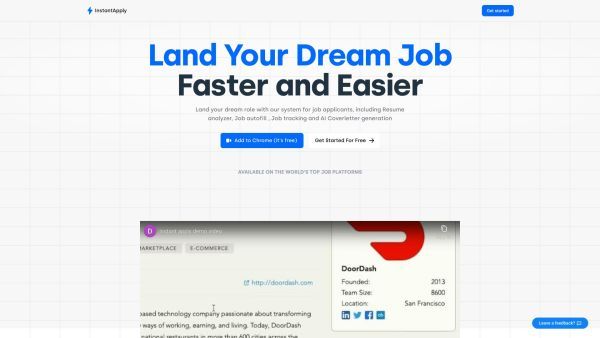 InstantApply
Get started
Land Your Dream Job
Faster and Easier
Land your dream role with our system for job applicants, including Resume
analyzer, Job autofill , Job tracking and AI Coverletter generation
Add to Chrome (it's free)
Get Started For Free →
AVAILABLE ON THE WORLD'S TOP JOB PLATFORMS
D
instant apply demo video
MARKETPLACE
E-COMMERCE
http://doordash.com
DoorDash
Founded: 2013
Team Size: 8600
Location: San Francisco
based technology company passionate about transforming
ways of working, earning, and living. Today, DoorDash
national restaurants in more than 600 cities across the
Leave a feedback?